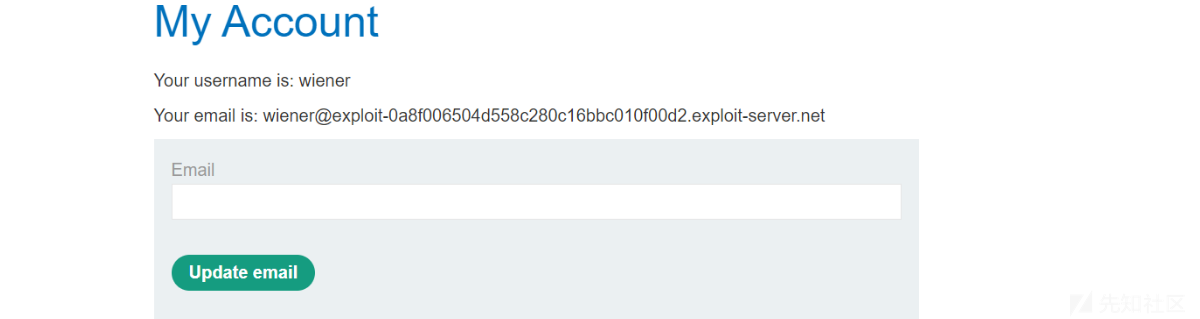 My Account
Your username is: wiener
Your email is: wiener@exploit-0a8f006504d558c280c16bbc010f00d2.exploit-server.net
Email
Update email
先知社区